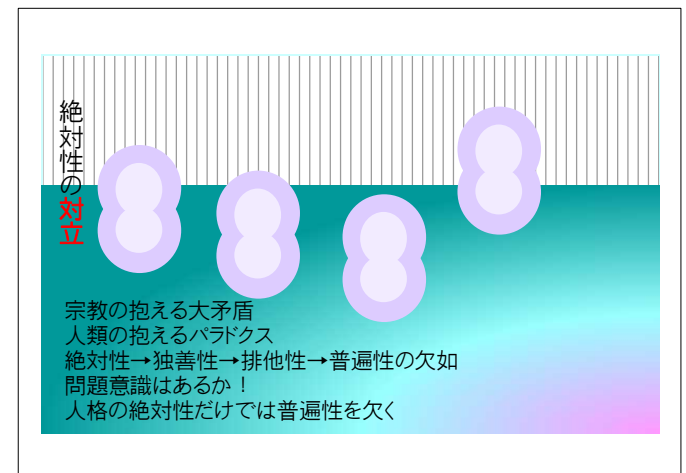 絶対性の対立
宗教の抱える大矛盾
人類の抱えるパラドクス
絶対性→独善性→排他性→普遍性の欠如
問題意識はあるか！
人格の絶対性だけでは普遍性を欠く